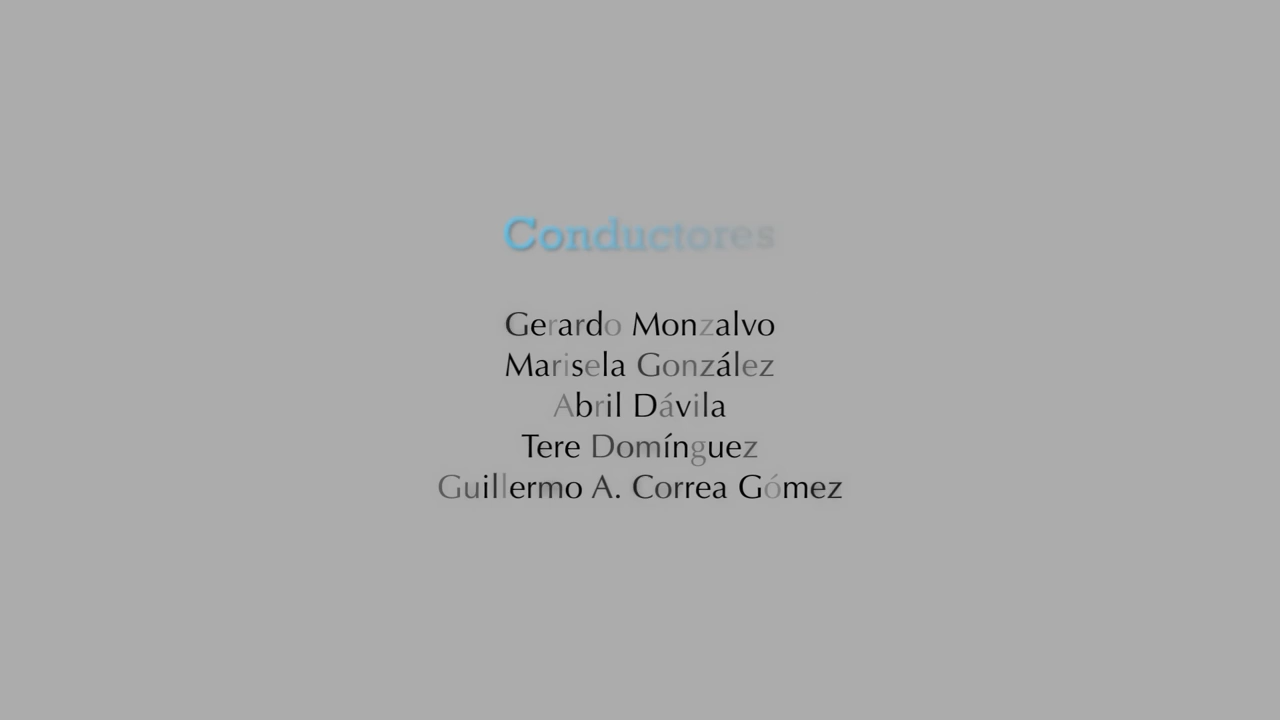 Conductores
Gerardo Monzalvo
Marisela González
Abril Dávila
Tere Domínguez
Guillermo A. Correa Gómez